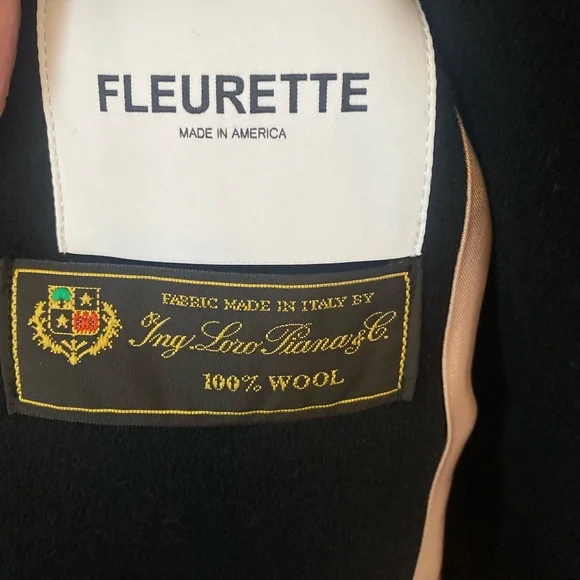 FLEURETTE
MADE IN AMERICA
FABRIC MADE IN ITALY BY
Ing. Loro Piana & C.
100% WOOL